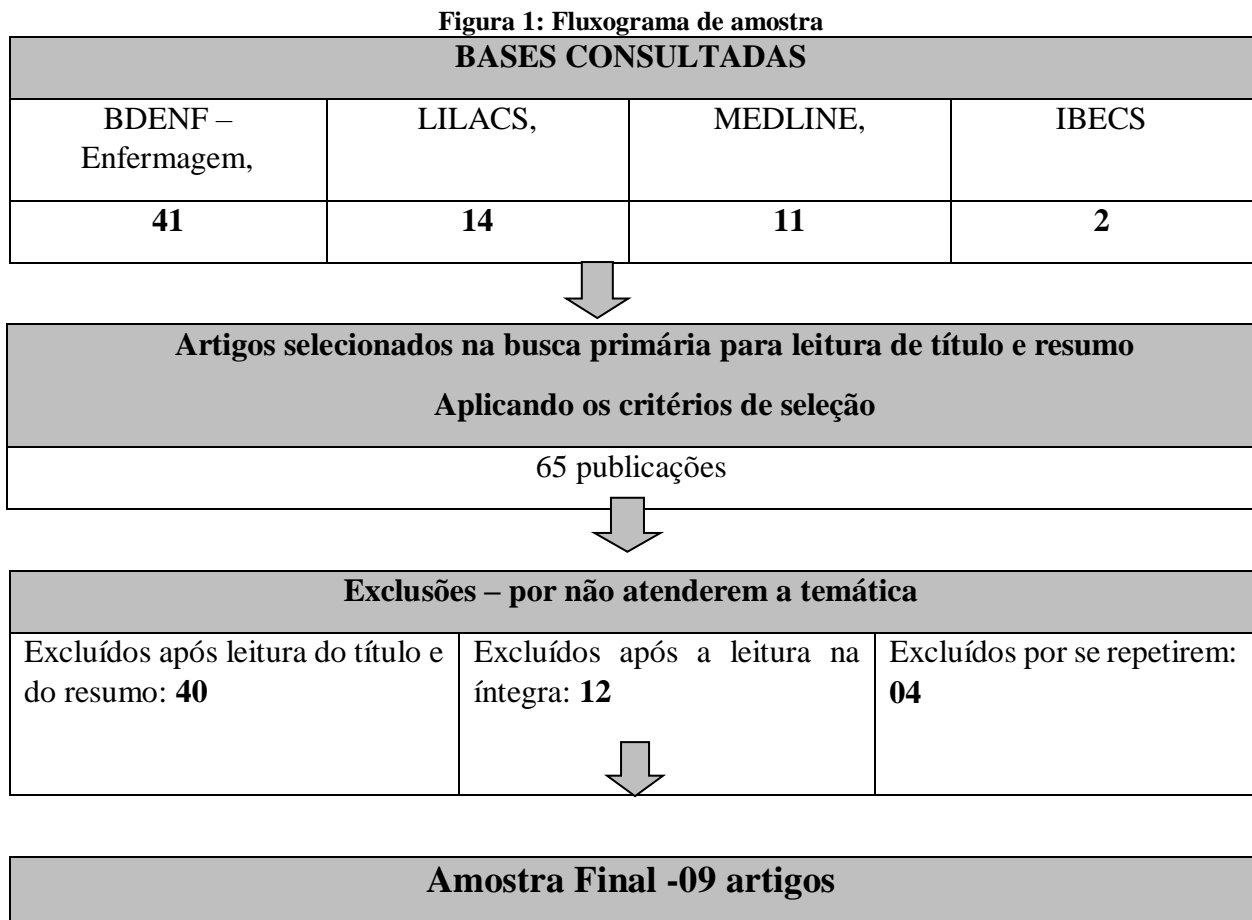 Figura 1: Fluxograma de amostra
BASES CONSULTADAS
BDENF –
Enfermagem,
LILACS,
MEDLINE,
IBECS
41
14
11
2
Artigos selecionados na busca primária para leitura de título e resumo
Aplicando os critérios de seleção
65 publicações
Exclusões – por não atenderem a temática
Excluídos após leitura do título e
do resumo: 40
Excluídos após a leitura na
íntegra: 12
Excluídos por se repetirem:
04
Amostra Final -09 artigos